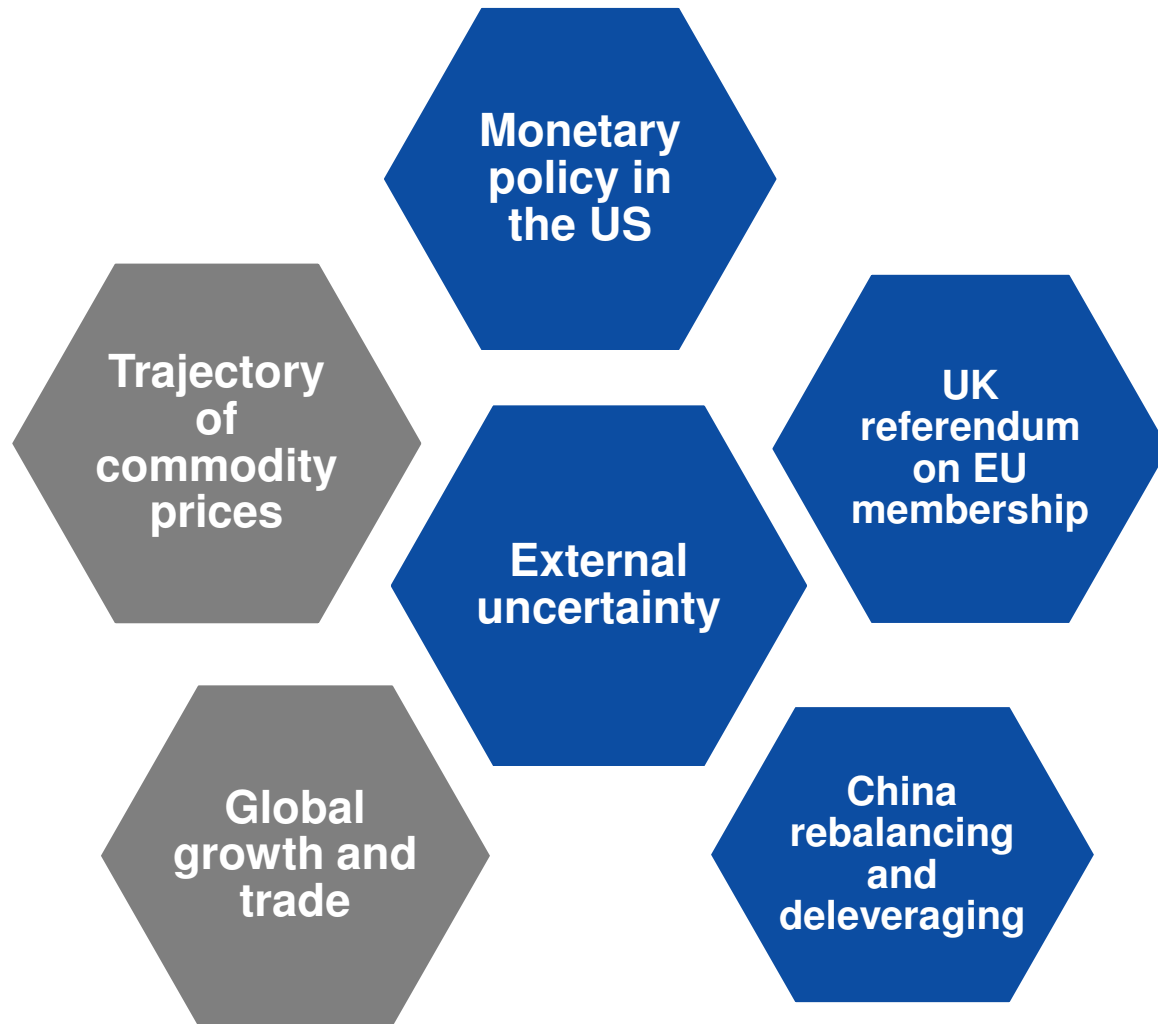 Monetary
policy in
the US
Trajectory
of
commodity
prices
UK
referendum
on EU
membership
External
uncertainty
Global
growth and
trade
China
rebalancing
and
deleveraging